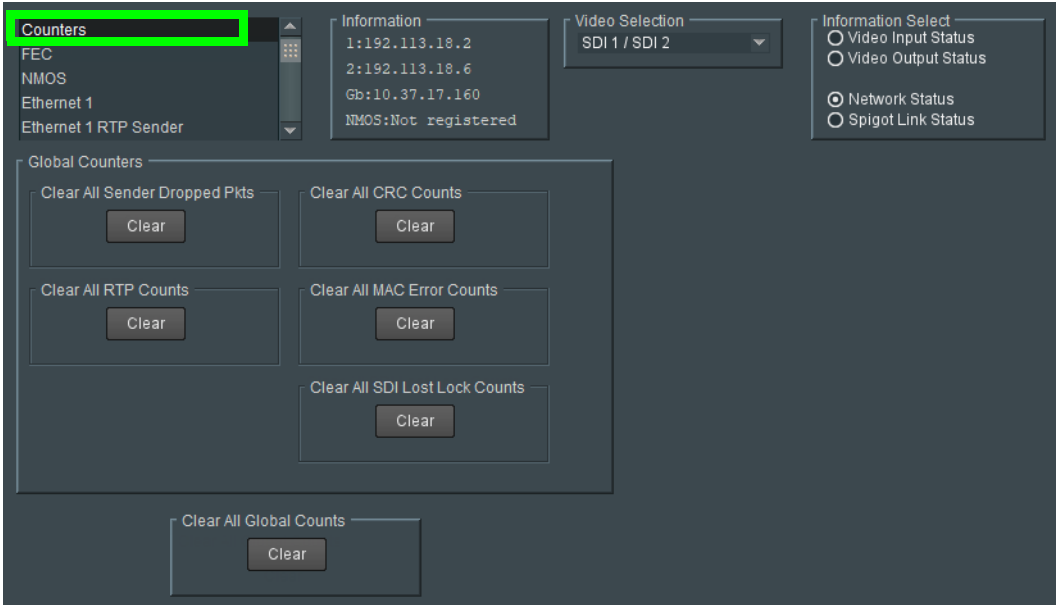 Counters
FEC
NMOS
Ethernet 1
Ethernet 1 RTP Sender
Information
1:192.113.18.2
2:192.113.18.6
Gb:10.37.17.160
NMOS:Not registered
Video Selection
SDI 1 / SDI 2
Information Select
Video Input Status
Video Output Status
Network Status
Spigot Link Status
Global Counters
Clear All Sender Dropped Pkts
Clear
Clear All CRC Counts
Clear
Clear All RTP Counts
Clear
Clear All MAC Error Counts
Clear
Clear All SDI Lost Lock Counts
Clear
Clear All Global Counts
Clear